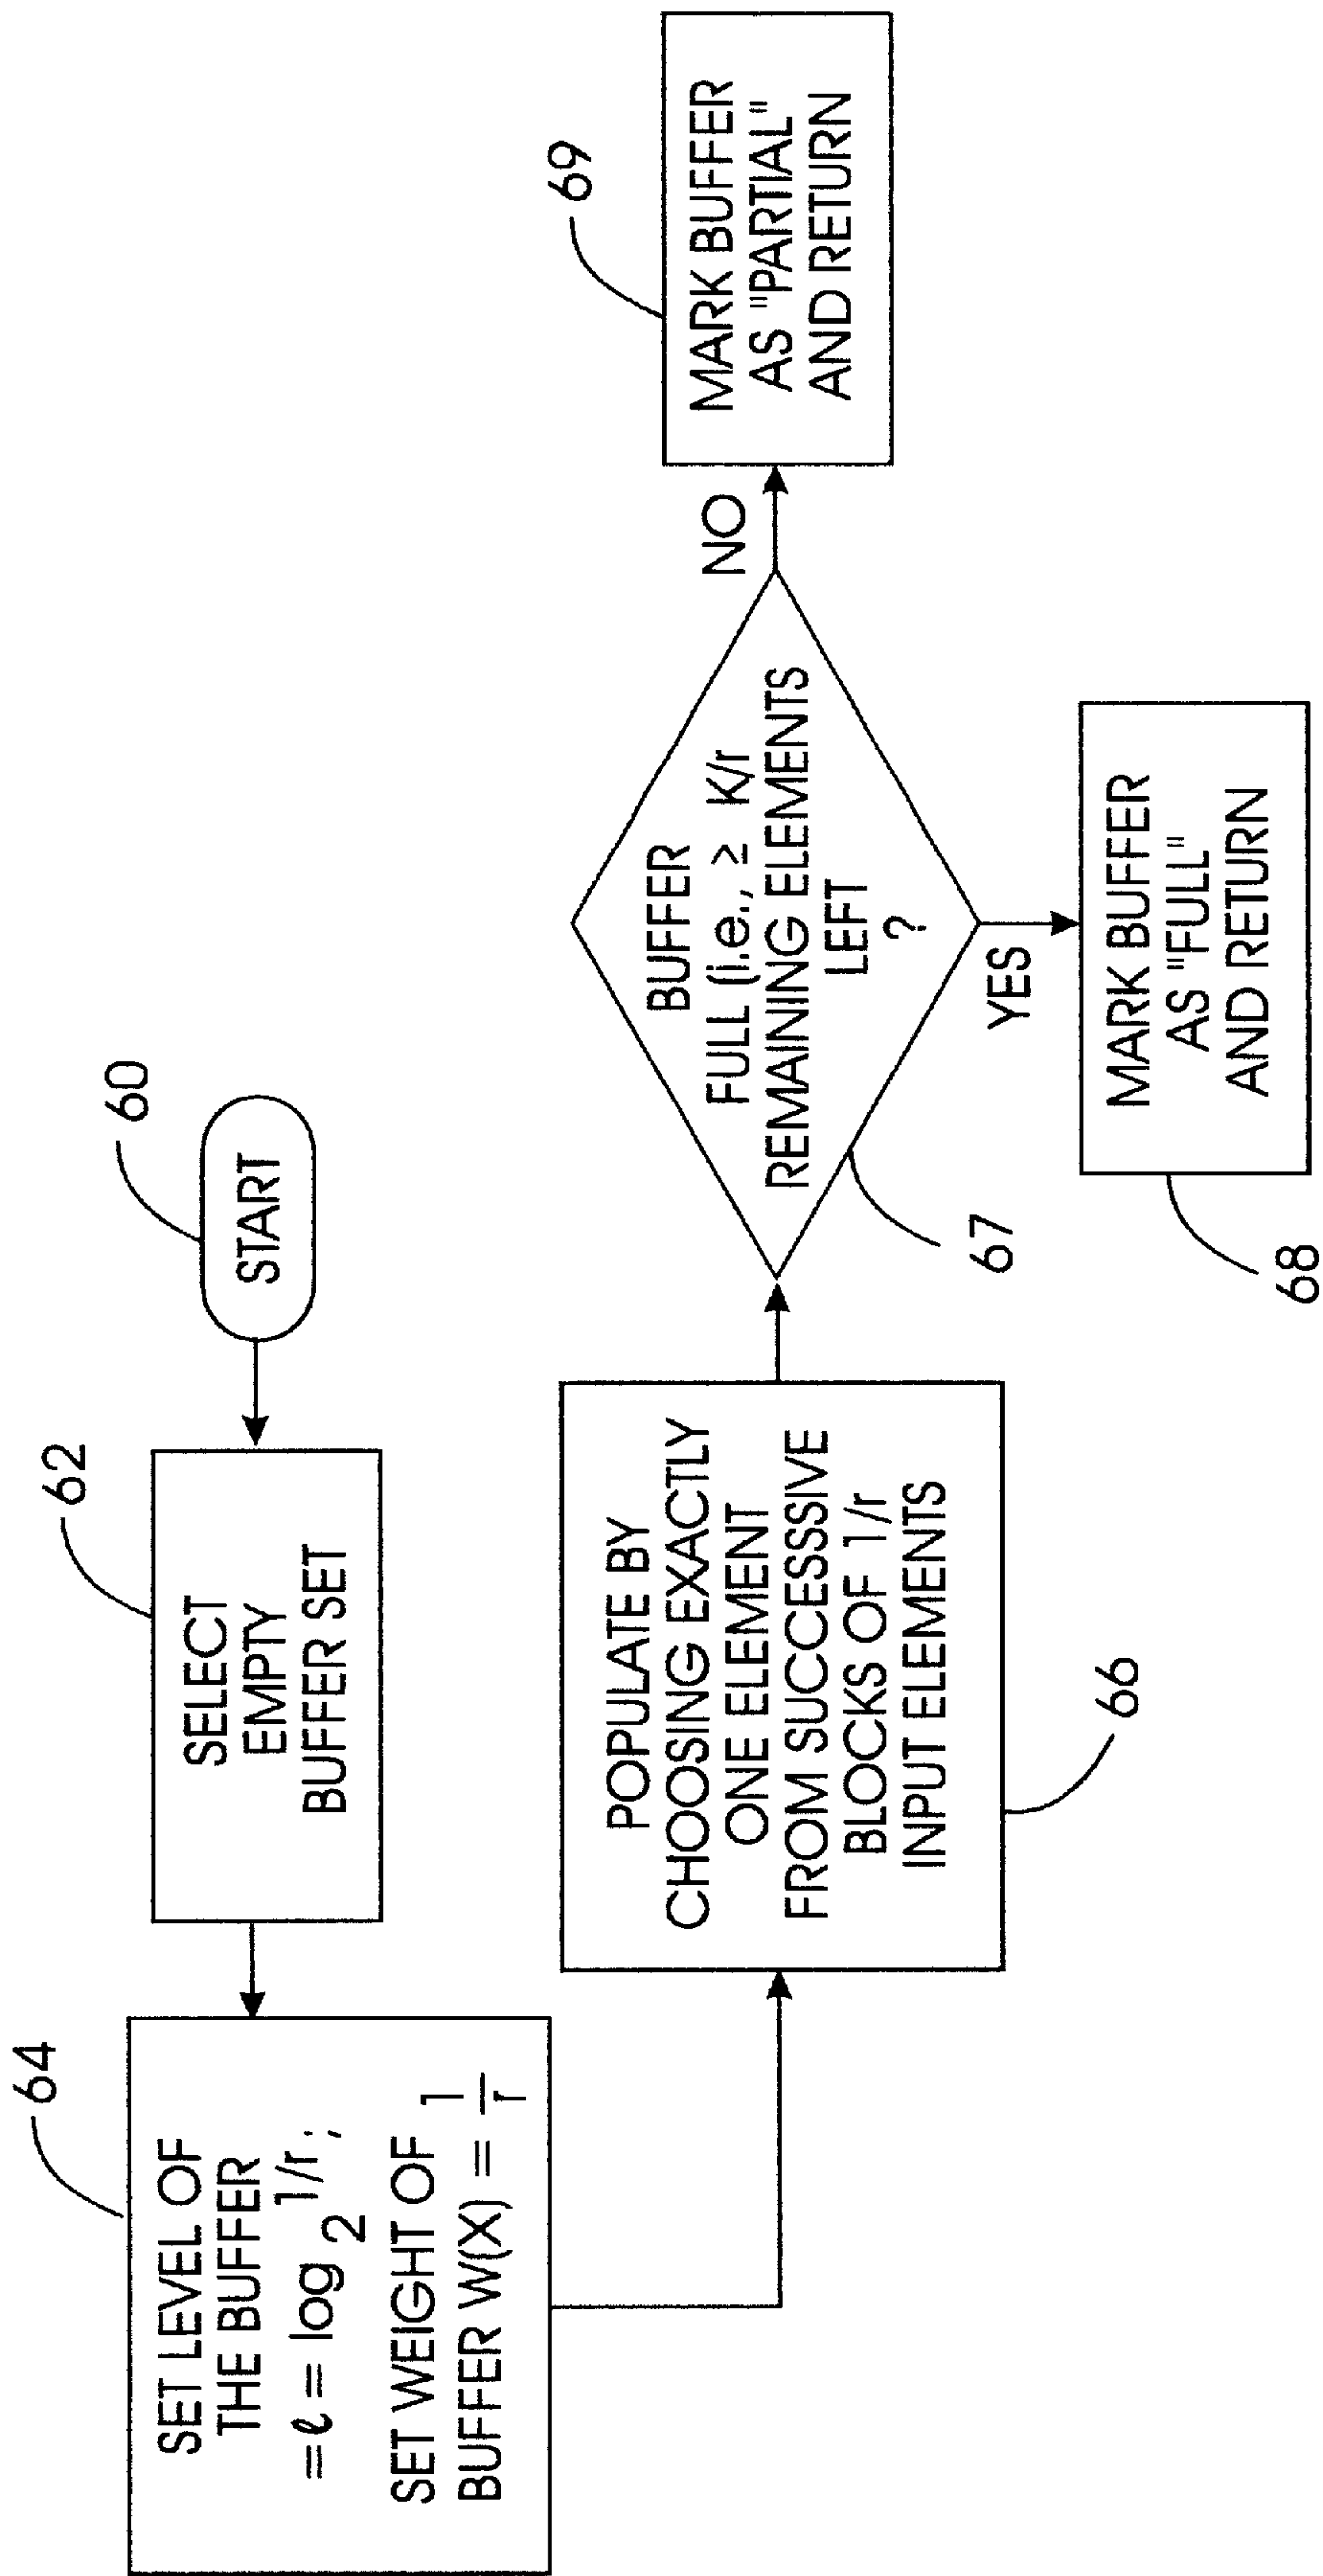 60
START
62
SELECT
EMPTY
BUFFER SET
64
SET LEVEL OF
THE BUFFER
= ℓ = log₂ 1/r ;
SET WEIGHT OF
BUFFER W(X) = 1/r
POPULATE BY
CHOOSING EXACTLY
ONE ELEMENT
FROM SUCCESSSIVE
BLOCKS OF 1/r
INPUT ELEMENTS
66
BUFFER
FULL (i.e., ≥ K/r
REMAINING ELEMENTS
LEFT
?
67
YES
NO
MARK BUFFER
AS "FULL"
AND RETURN
68
69
MARK BUFFER
AS "PARTIAL"
AND RETURN